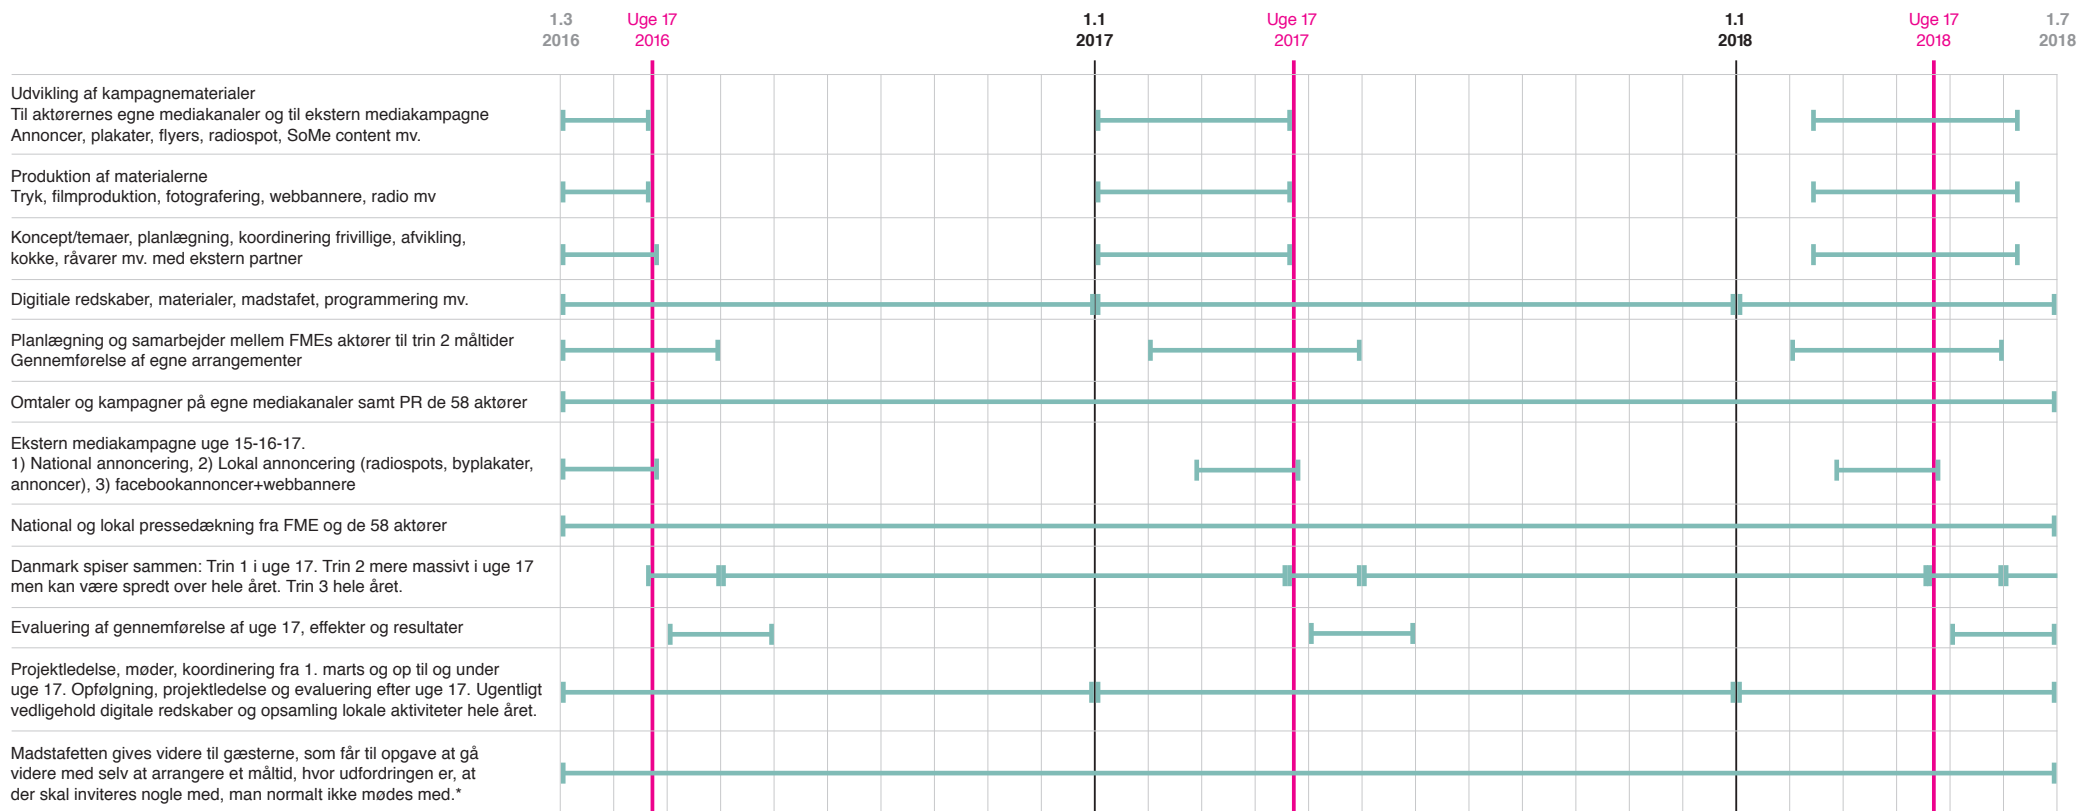 1.3 Uge 17 1.1 Uge 17 1.1 Uge 17 1.7
2016 2016 2017 2017 2018 2018 2018
Udvikling af kampagnematerialer
Til aktørernes egne mediakanaler og til ekstern mediakampagne
Annoncer, plakater, flyers, radiospot, SoMe content mv.
Produktion af materialerne
Tryk, filmproduktion, fotografering, webbannere, radio mv
Koncept/temaer, planlægning, koordinering frivillige, afvikling,
kokke, råvarer mv. med ekstern partner
Digitiale redskaber, materialer, madstafet, programmering mv.
Planlægning og samarbejder mellem FMEs aktører til trin 2 måltider
Gennemførelse af egne arrangementer
Omtaler og kampagner på egne mediakanaler samt PR de 58 aktører
Ekstern mediakampagne uge 15-16-17.
1) National annoncering, 2) Lokal annoncering (radiospots, byplakater,
annoncer), 3) facebookannoncer+webbannere
National og lokal pressedækning fra FME og de 58 aktører
Danmark spiser sammen: Trin 1 i uge 17. Trin 2 mere massivt i uge 17
men kan være spredt over hele året. Trin 3 hele året.
Evaluering af gennemførelse af uge 17, effekter og resultater
Projektledelse, møder, koordinering fra 1. marts og op til og under
uge 17. Opfølgning, projektledelse og evaluering efter uge 17. Ugentligt
vedligehold digitale redskaber og opsamling lokale aktiviteter hele året.
Madstafetten gives videre til gæsterne, som får til opgave at gå
videre med selv at arrangere et måltid, hvor udfordringen er, at
der skal inviteres nogle med, man normalt ikke mødes med.*